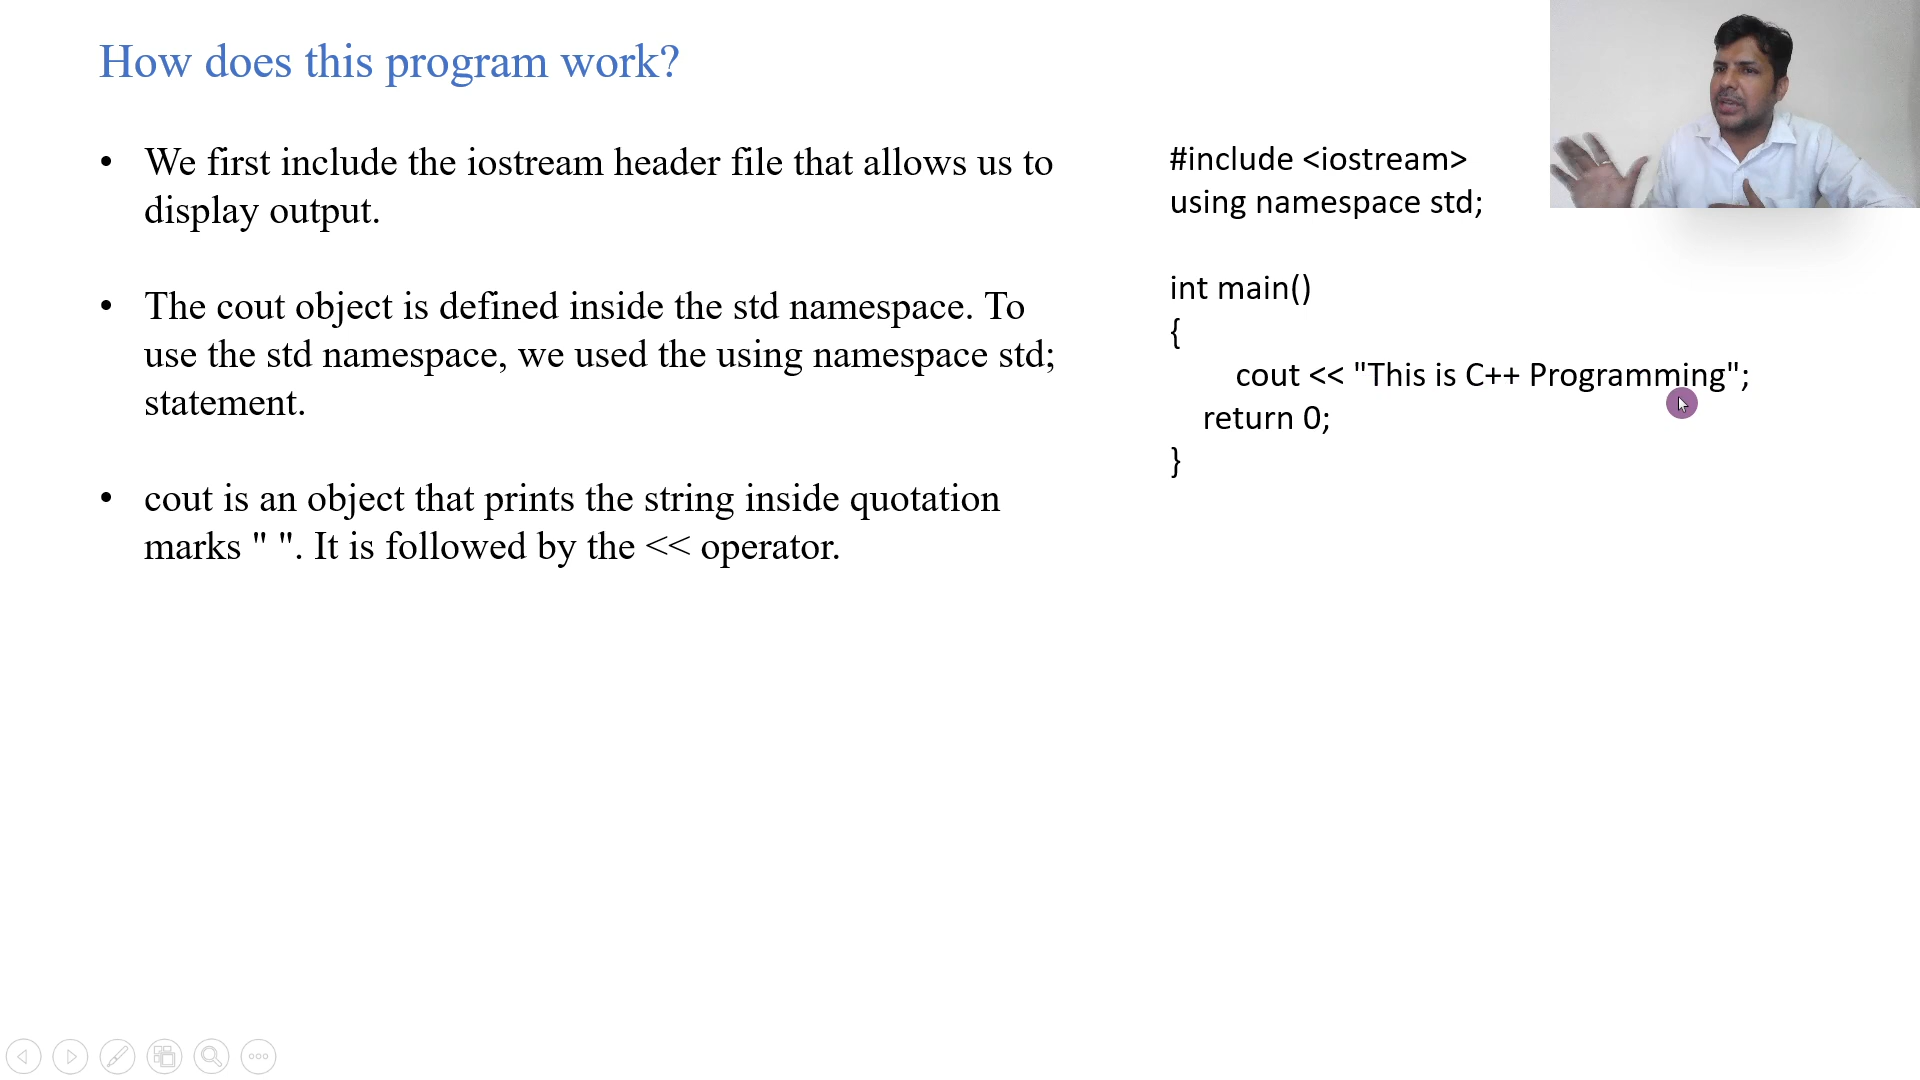 How does this program work?
• We first include the iostream header file that allows us to
display output.
• The cout object is defined inside the std namespace. To
use the std namespace, we used the using namespace std;
statement.
• cout is an object that prints the string inside quotation
marks " ". It is followed by the << operator.
#include <iostream>
using namespace std;
int main()
{
cout << "This is C++ Programming";
return 0;
}